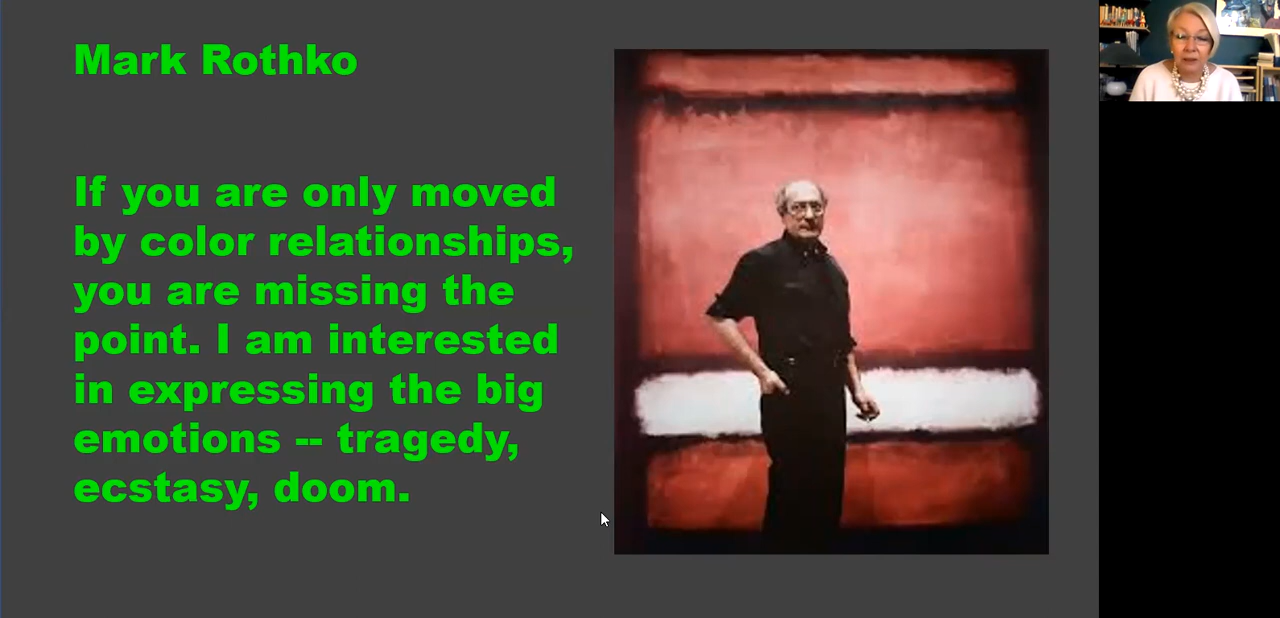 Mark Rothko
If you are only moved
by color relationships,
you are missing the
point. I am interested
in expressing the big
emotions -- tragedy,
ecstasy, doom.